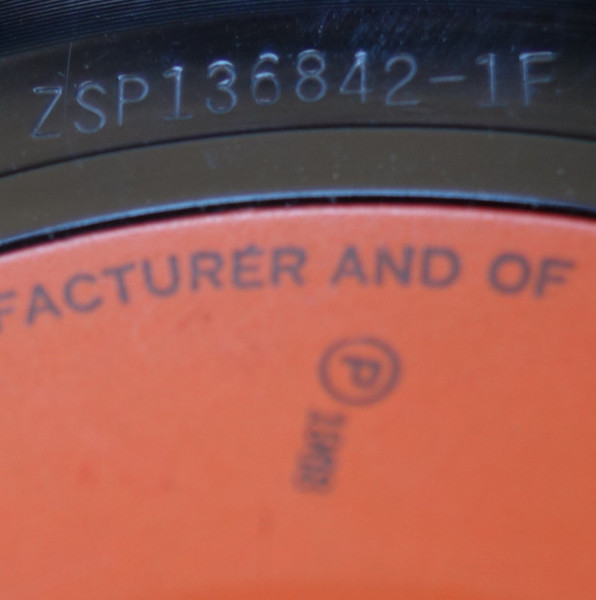 ZSP136842-1F
FACTURER AND OF
Ⓟ